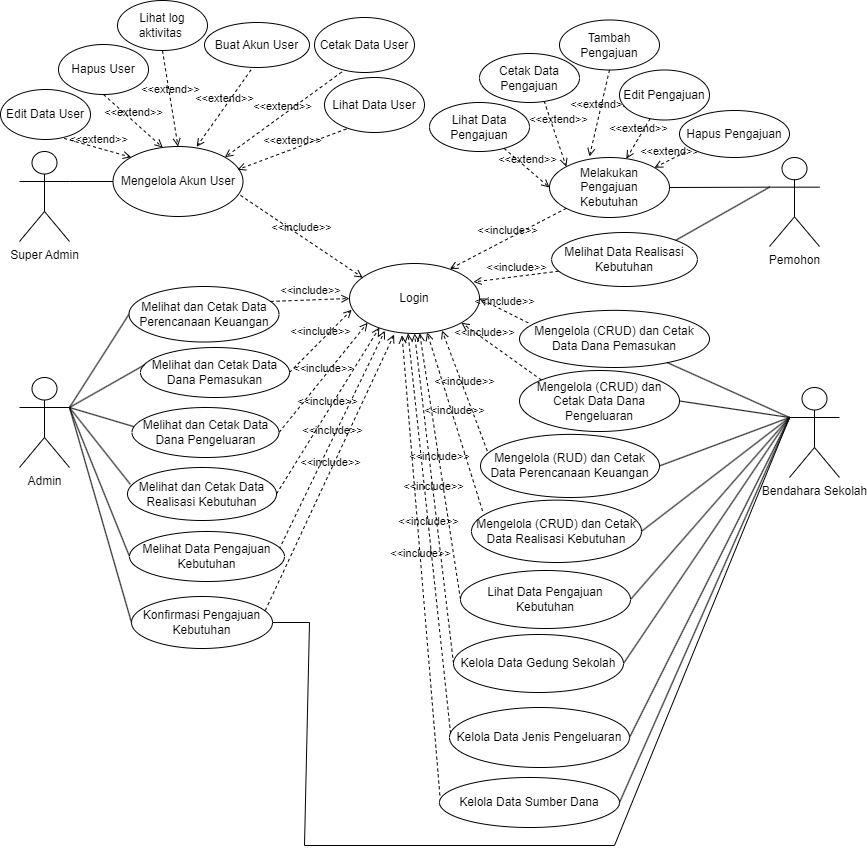 Lihat log
aktivitas
Buat Akun User
Cetak Data User
Hapus User
Edit Data User
Lihat Data User
<<extend>>
<<extend>>
<<extend>>
<<extend>>
<<extend>>
<<extend>>
Mengelola Akun User
Super Admin
Tambah
Pengajuan
Cetak Data
Pengajuan
Edit Pengajuan
Lihat Data
Pengajuan
Hapus Pengajuan
<<extend>>
<<extend>>
<<extend>>
<<extend>>
<<extend>>
Melakukan
Pengajuan
Kebutuhan
Pemohon
<<include>>
<<include>>
Melihat Data Realisasi
Kebutuhan
<<include>>
Login
<<include>>
Melihat dan Cetak Data
Perencanaan Keuangan
<<include>>
Melihat dan Cetak Data
Dana Pemasukan
<<include>>
Melihat dan Cetak Data
Dana Pengeluaran
<<include>>
Melihat dan Cetak Data
Realisasi Kebutuhan
<<include>>
Melihat Data Pengajuan
Kebutuhan
<<include>>
Konfirmasi Pengajuan
Kebutuhan
Admin
<<include>>
Mengelola (CRUD) dan Cetak
Data Dana Pemasukan
<<include>>
Mengelola (CRUD) dan
Cetak Data Dana
Pengeluaran
<<include>>
Mengelola (RUD) dan Cetak
Data Perencanaan Keuangan
<<include>>
Mengelola (CRUD) dan Cetak
Data Realisasi Kebutuhan
<<include>>
Lihat Data Pengajuan
Kebutuhan
<<include>>
Kelola Data Gedung Sekolah
<<include>>
Kelola Data Jenis Pengeluaran
<<include>>
Kelola Data Sumber Dana
Bendahara Sekolah